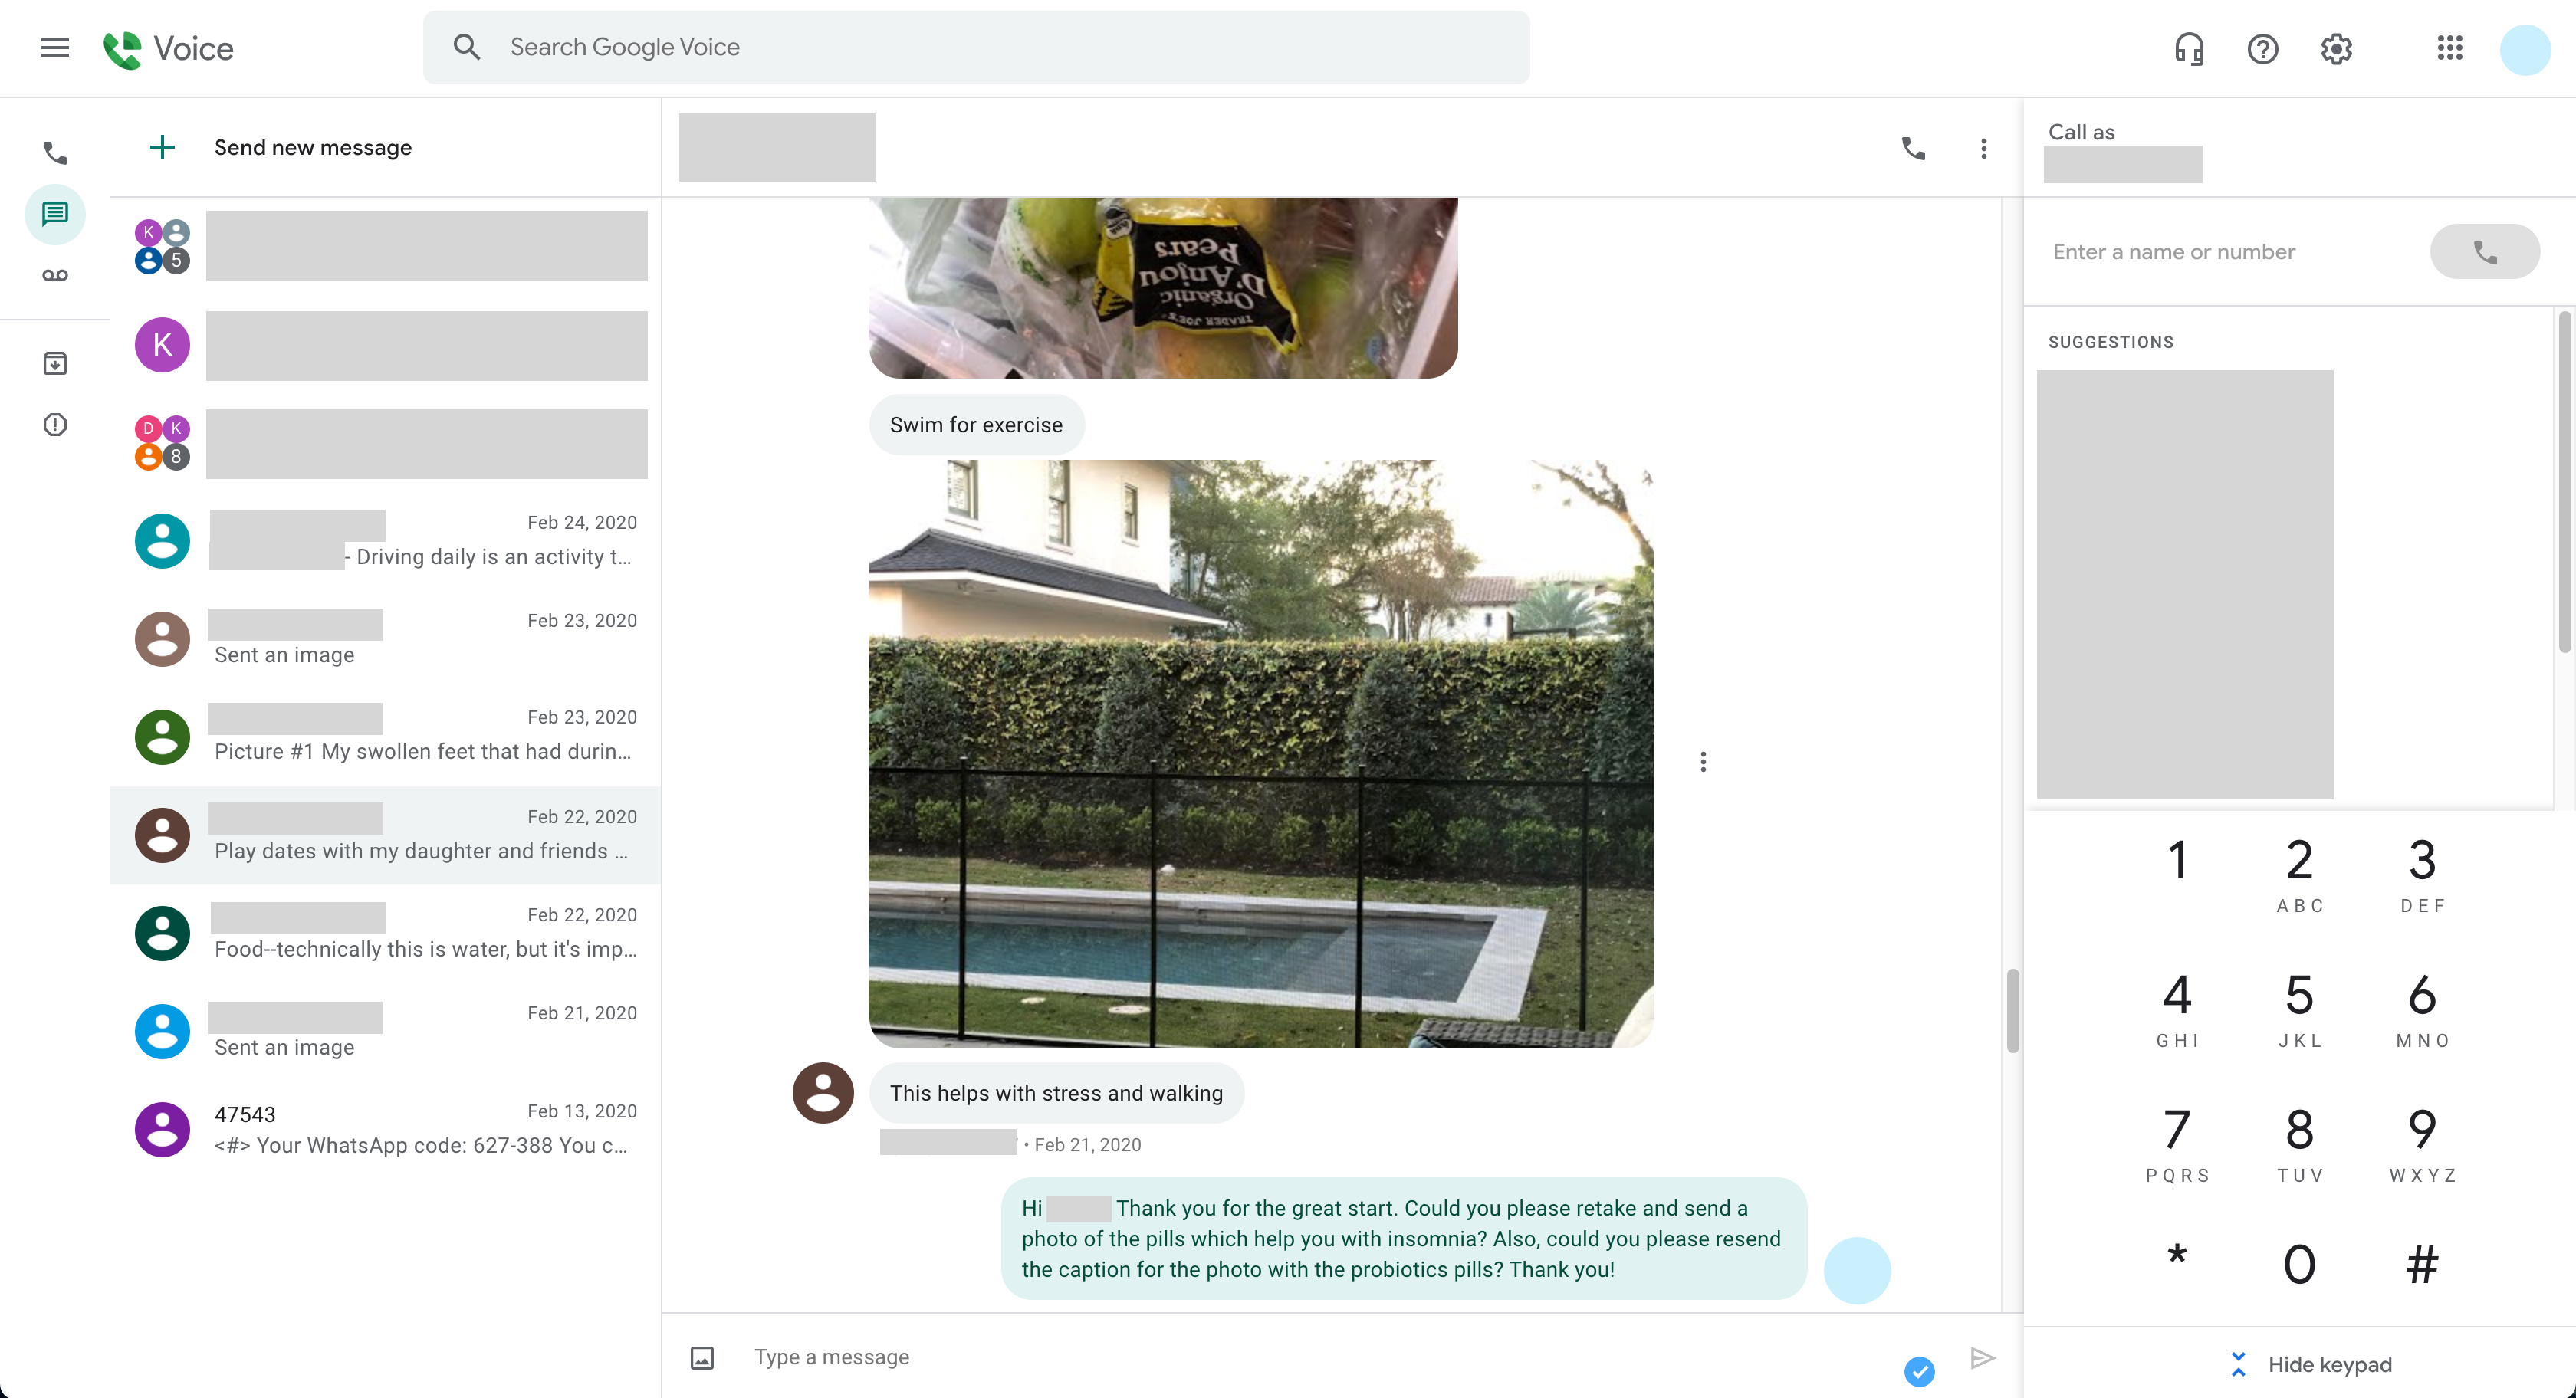 Voice
Search Google Voice
Send new message
K
5
K
D K
8
Feb 24, 2020
- Driving daily is an activity t...
Feb 23, 2020
Sent an image
Feb 23, 2020
Picture #1 My swollen feet that had durin...
Feb 22, 2020
Play dates with my daughter and friends ...
Feb 22, 2020
Food--technically this is water, but it's imp...
Feb 21, 2020
Sent an image
47543
Feb 13, 2020
<#> Your WhatsApp code: 627-388 You c...
TRADER JOE'S
Organic
D'Anjou
Pears
Swim for exercise
This helps with stress and walking
• Feb 21, 2020
Hi Thank you for the great start. Could you please retake and send a
photo of the pills which help you with insomnia? Also, could you please resend
the caption for the photo with the probiotics pills? Thank you!
Type a message
Call as
Enter a name or number
SUGGESTIONS
1 2 3
ABC DEF
4 5 6
GHI JKL MNO
7 8 9
PQRS TUV WXYZ
* 0 #
Hide keypad